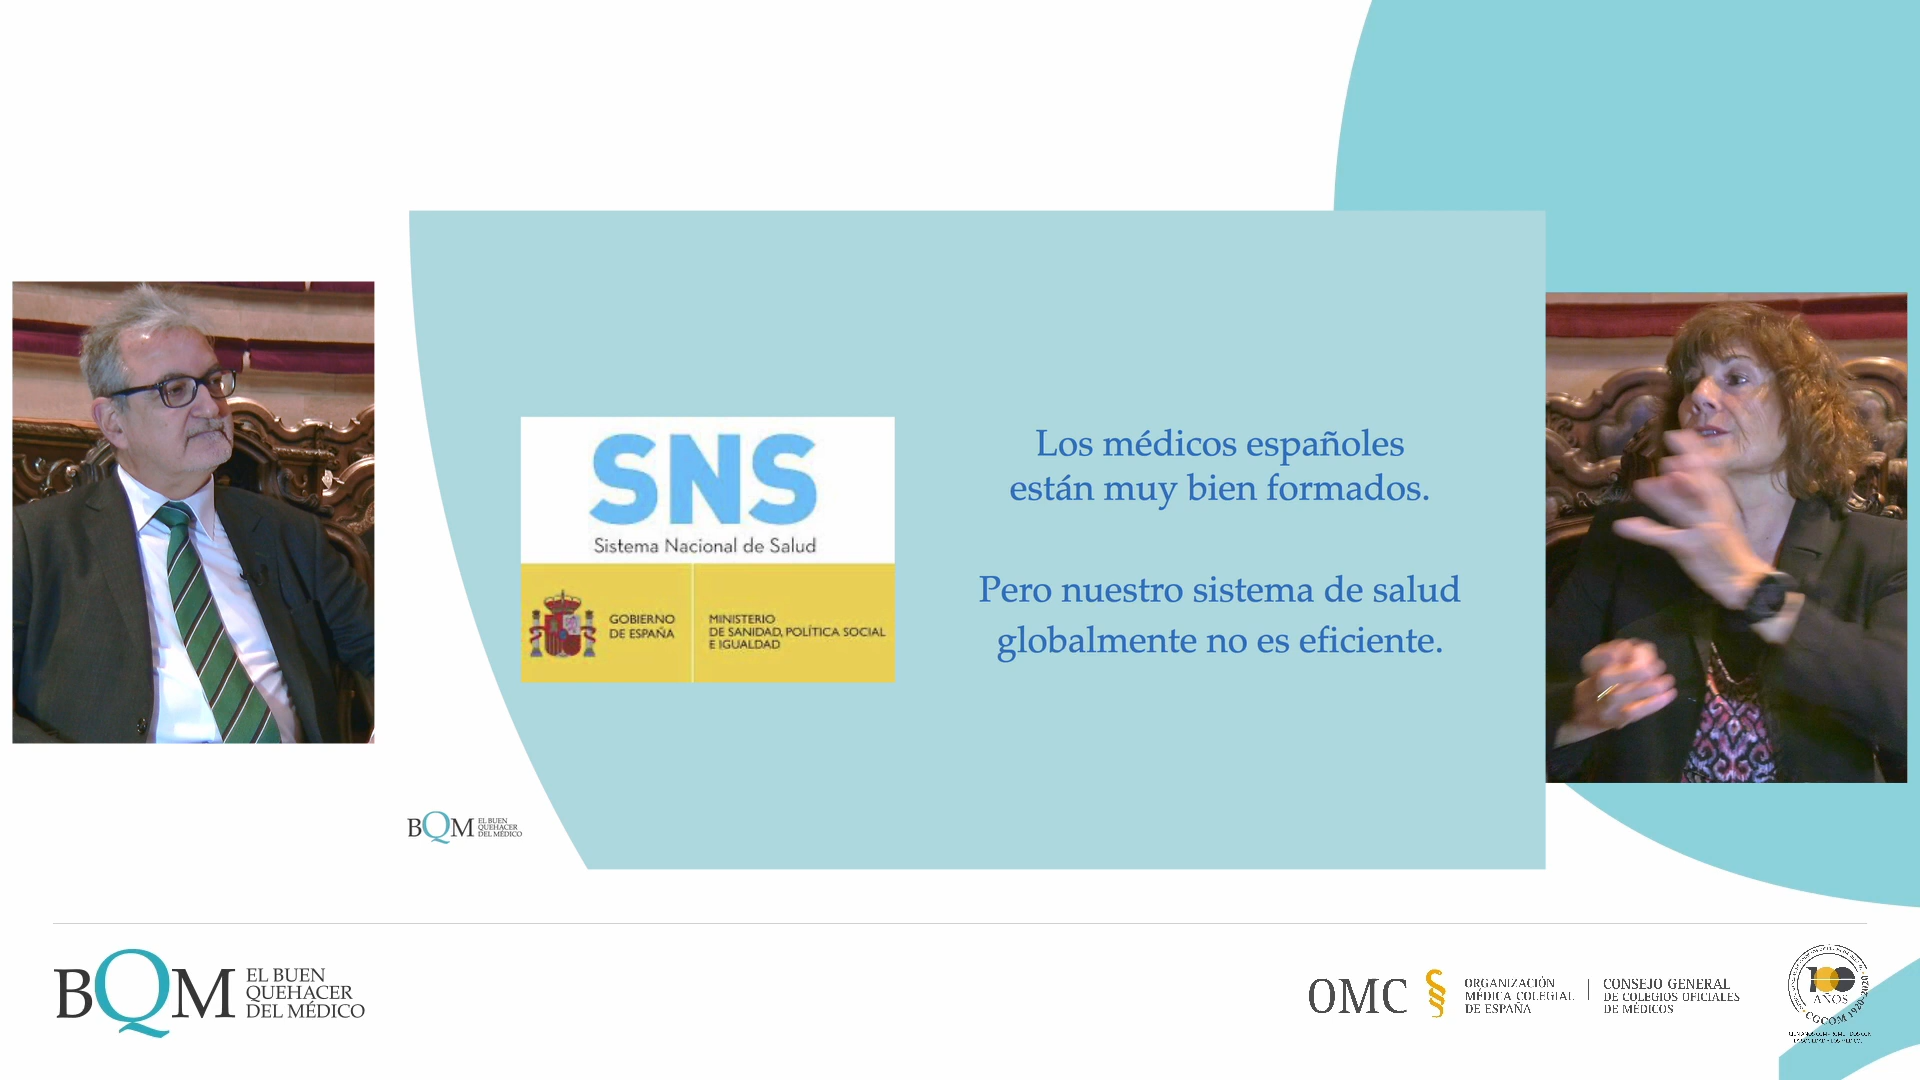 SNS
Sistema Nacional de Salud
GOBIERNO
DE ESPAÑA
MINISTERIO
DE SANIDAD, POLÍTICA SOCIAL
E IGUALDAD
Los médicos españoles
están muy bien formados.
Pero nuestro sistema de salud
globalmente no es eficiente.
BQM EL BUEN
QUEHACER
DEL MÉDICO
BQM EL BUEN
QUEHACER
DEL MÉDICO
OMC
ORGANIZACIÓN
MÉDICA COLEGIAL
DE ESPAÑA
CONSEJO GENERAL
DE COLEGIOS OFICIALES
DE MÉDICOS
100
AÑOS
CGCOM 1920-2020